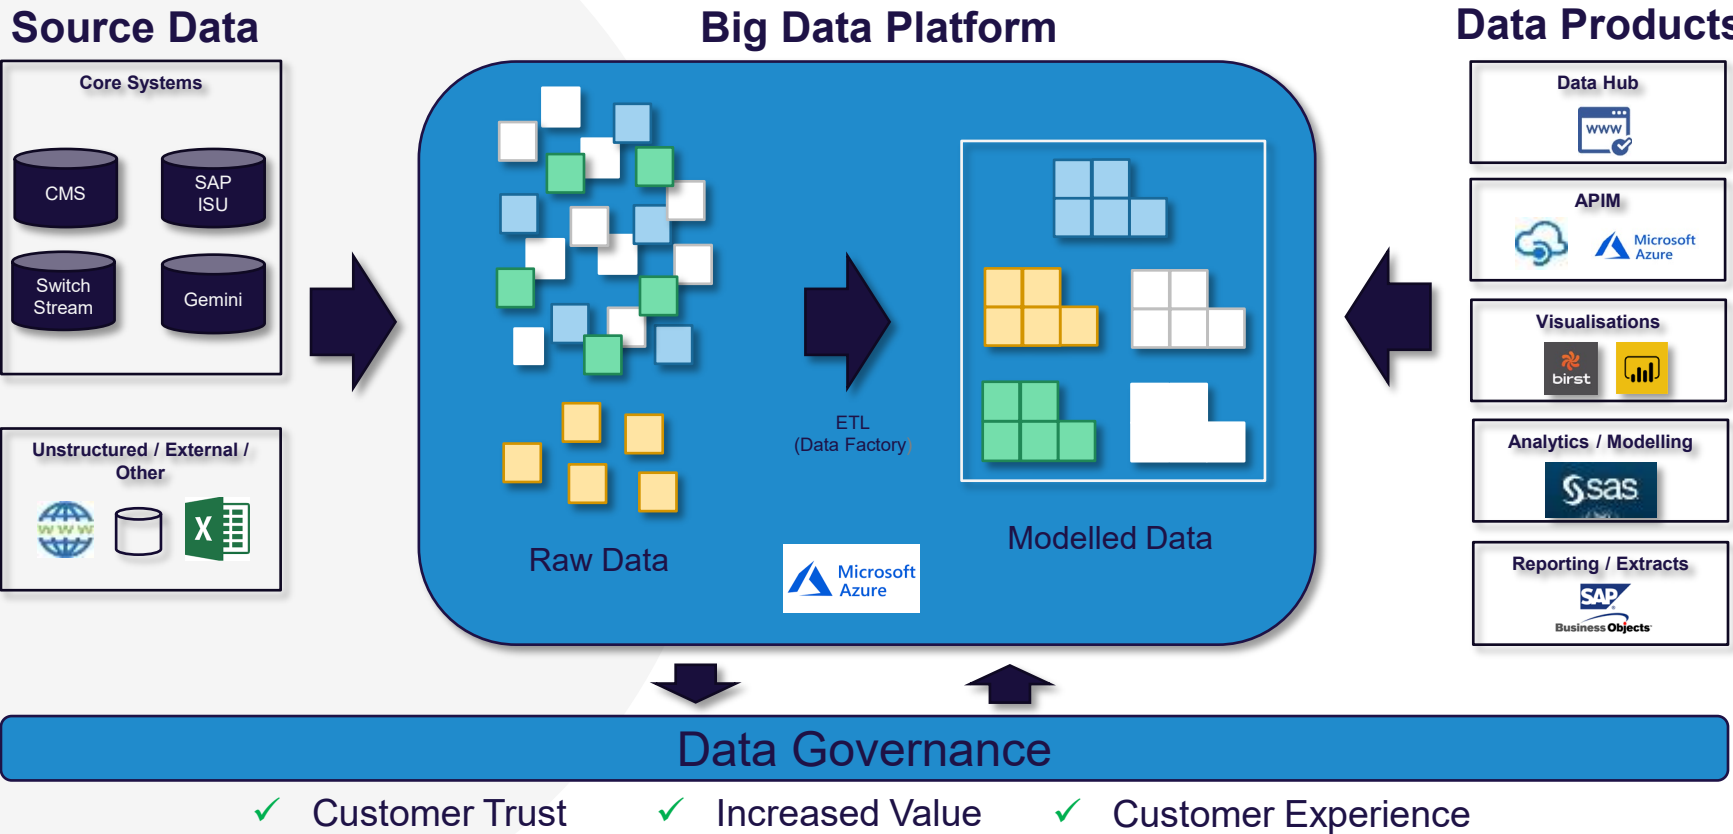 Source Data
Big Data Platform
Data Products
Core Systems
CMS
SAP
ISU
Switch
Stream
Gemini
Unstructured / External /
Other
www
X
Raw Data
ETL
(Data Factory)
Modelled Data
Microsoft
Azure
Data Hub
www
APIM
Microsoft
Azure
Visualisations
birst
Analytics / Modelling
sas
Reporting / Extracts
SAP
Business Objects
Data Governance
✓ Customer Trust
✓ Increased Value
✓ Customer Experience